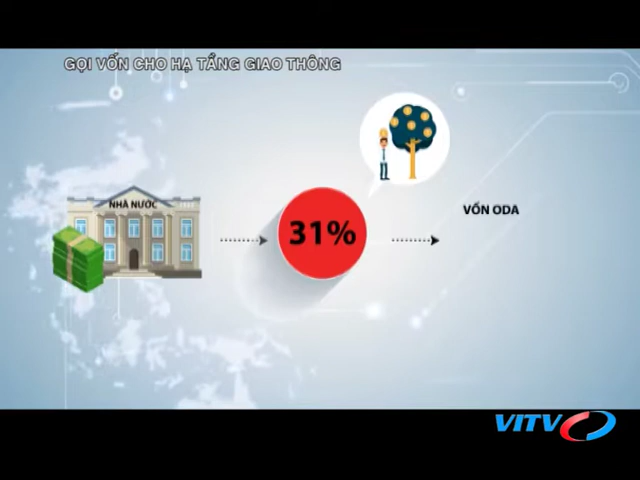 GỌI VỐN CHO HẠ TẦNG GIAO THÔNG
NHÀ NƯỚC
31%
VỐN ODA
VITV